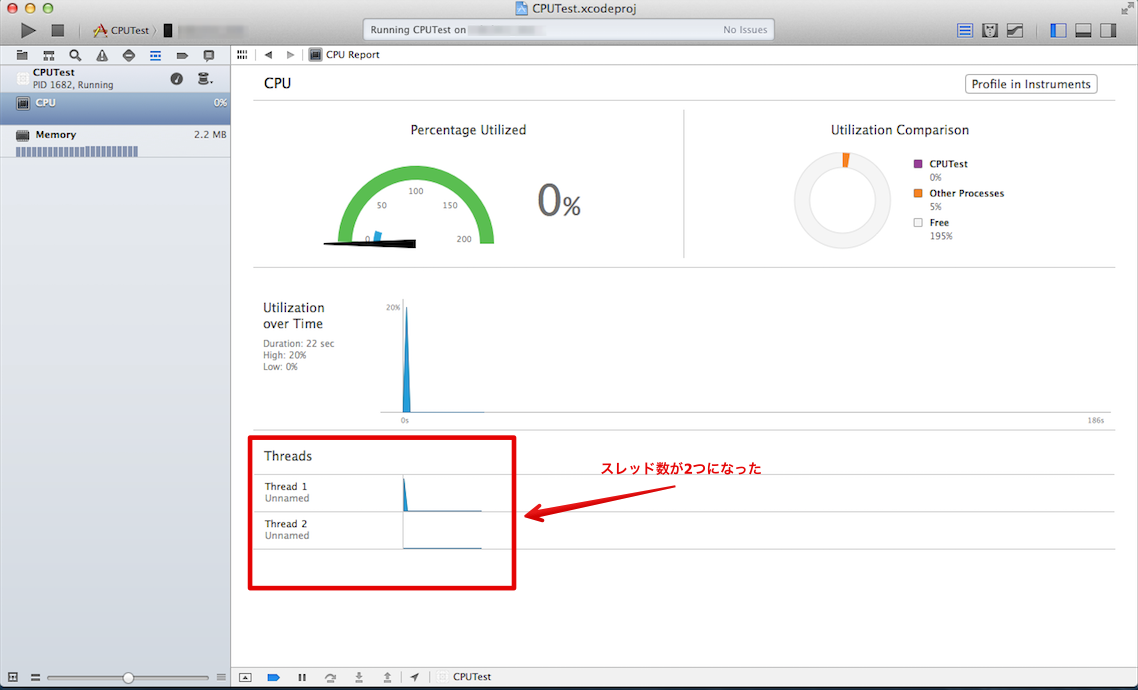 CPUTest.xcodeproj
CPUTest
Running CPUTest on
No Issues
CPU Report
CPUTest
PID 1682, Running
CPU 0%
Memory 2.2 MB
CPU
Profile in Instruments
Percentage Utilized
0 50 100 150 200
0%
Utilization Comparison
CPUTest
0%
Other Processes
5%
Free
195%
Utilization
over Time
Duration: 22 sec
High: 20%
Low: 0%
20%
0s
186s
Threads
Thread 1
Unnamed
Thread 2
Unnamed
スレッド数が2つになった
CPUTest